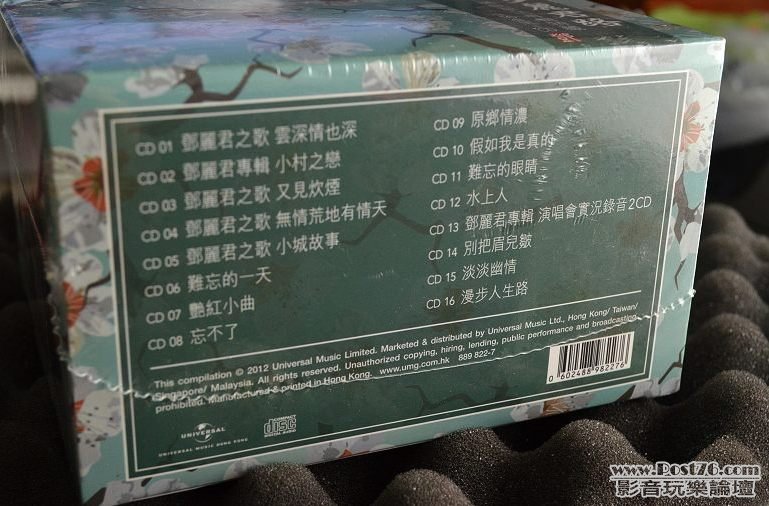 CD 01 鄧麗君之歌 雲深情也深
CD 02 鄧麗君專輯 小村之戀
CD 03 鄧麗君之歌 又見炊煙
CD 04 鄧麗君之歌 無情荒地有情天
CD 05 鄧麗君之歌 小城故事
CD 06 難忘的一天
CD 07 艷紅小曲
CD 08 忘不了
CD 09 原鄉情濃
CD 10 假如我是真的
CD 11 難忘的眼睛
CD 12 水上人
CD 13 鄧麗君專輯 演唱會實況錄音2CD
CD 14 別把眉兒皺
CD 15 淡淡幽情
CD 16 漫步人生路
This compilation © 2012 Universal Music Limited. Marketed & distributed by Universal Music Ltd., Hong Kong/ Taiwan/
Singapore/ Malaysia. All rights reserved. Unauthorized copying, hiring, lending, public performance and broadcasting
prohibited. Manufactured & printed in Hong Kong. www.umg.com.hk 889 822-7
0 602488 982276
UNIVERSAL
UNIVERSAL MUSIC HONG KONG
COMPACT
disc
DIGITAL AUDIO
www.Post76.com
影音玩樂論壇